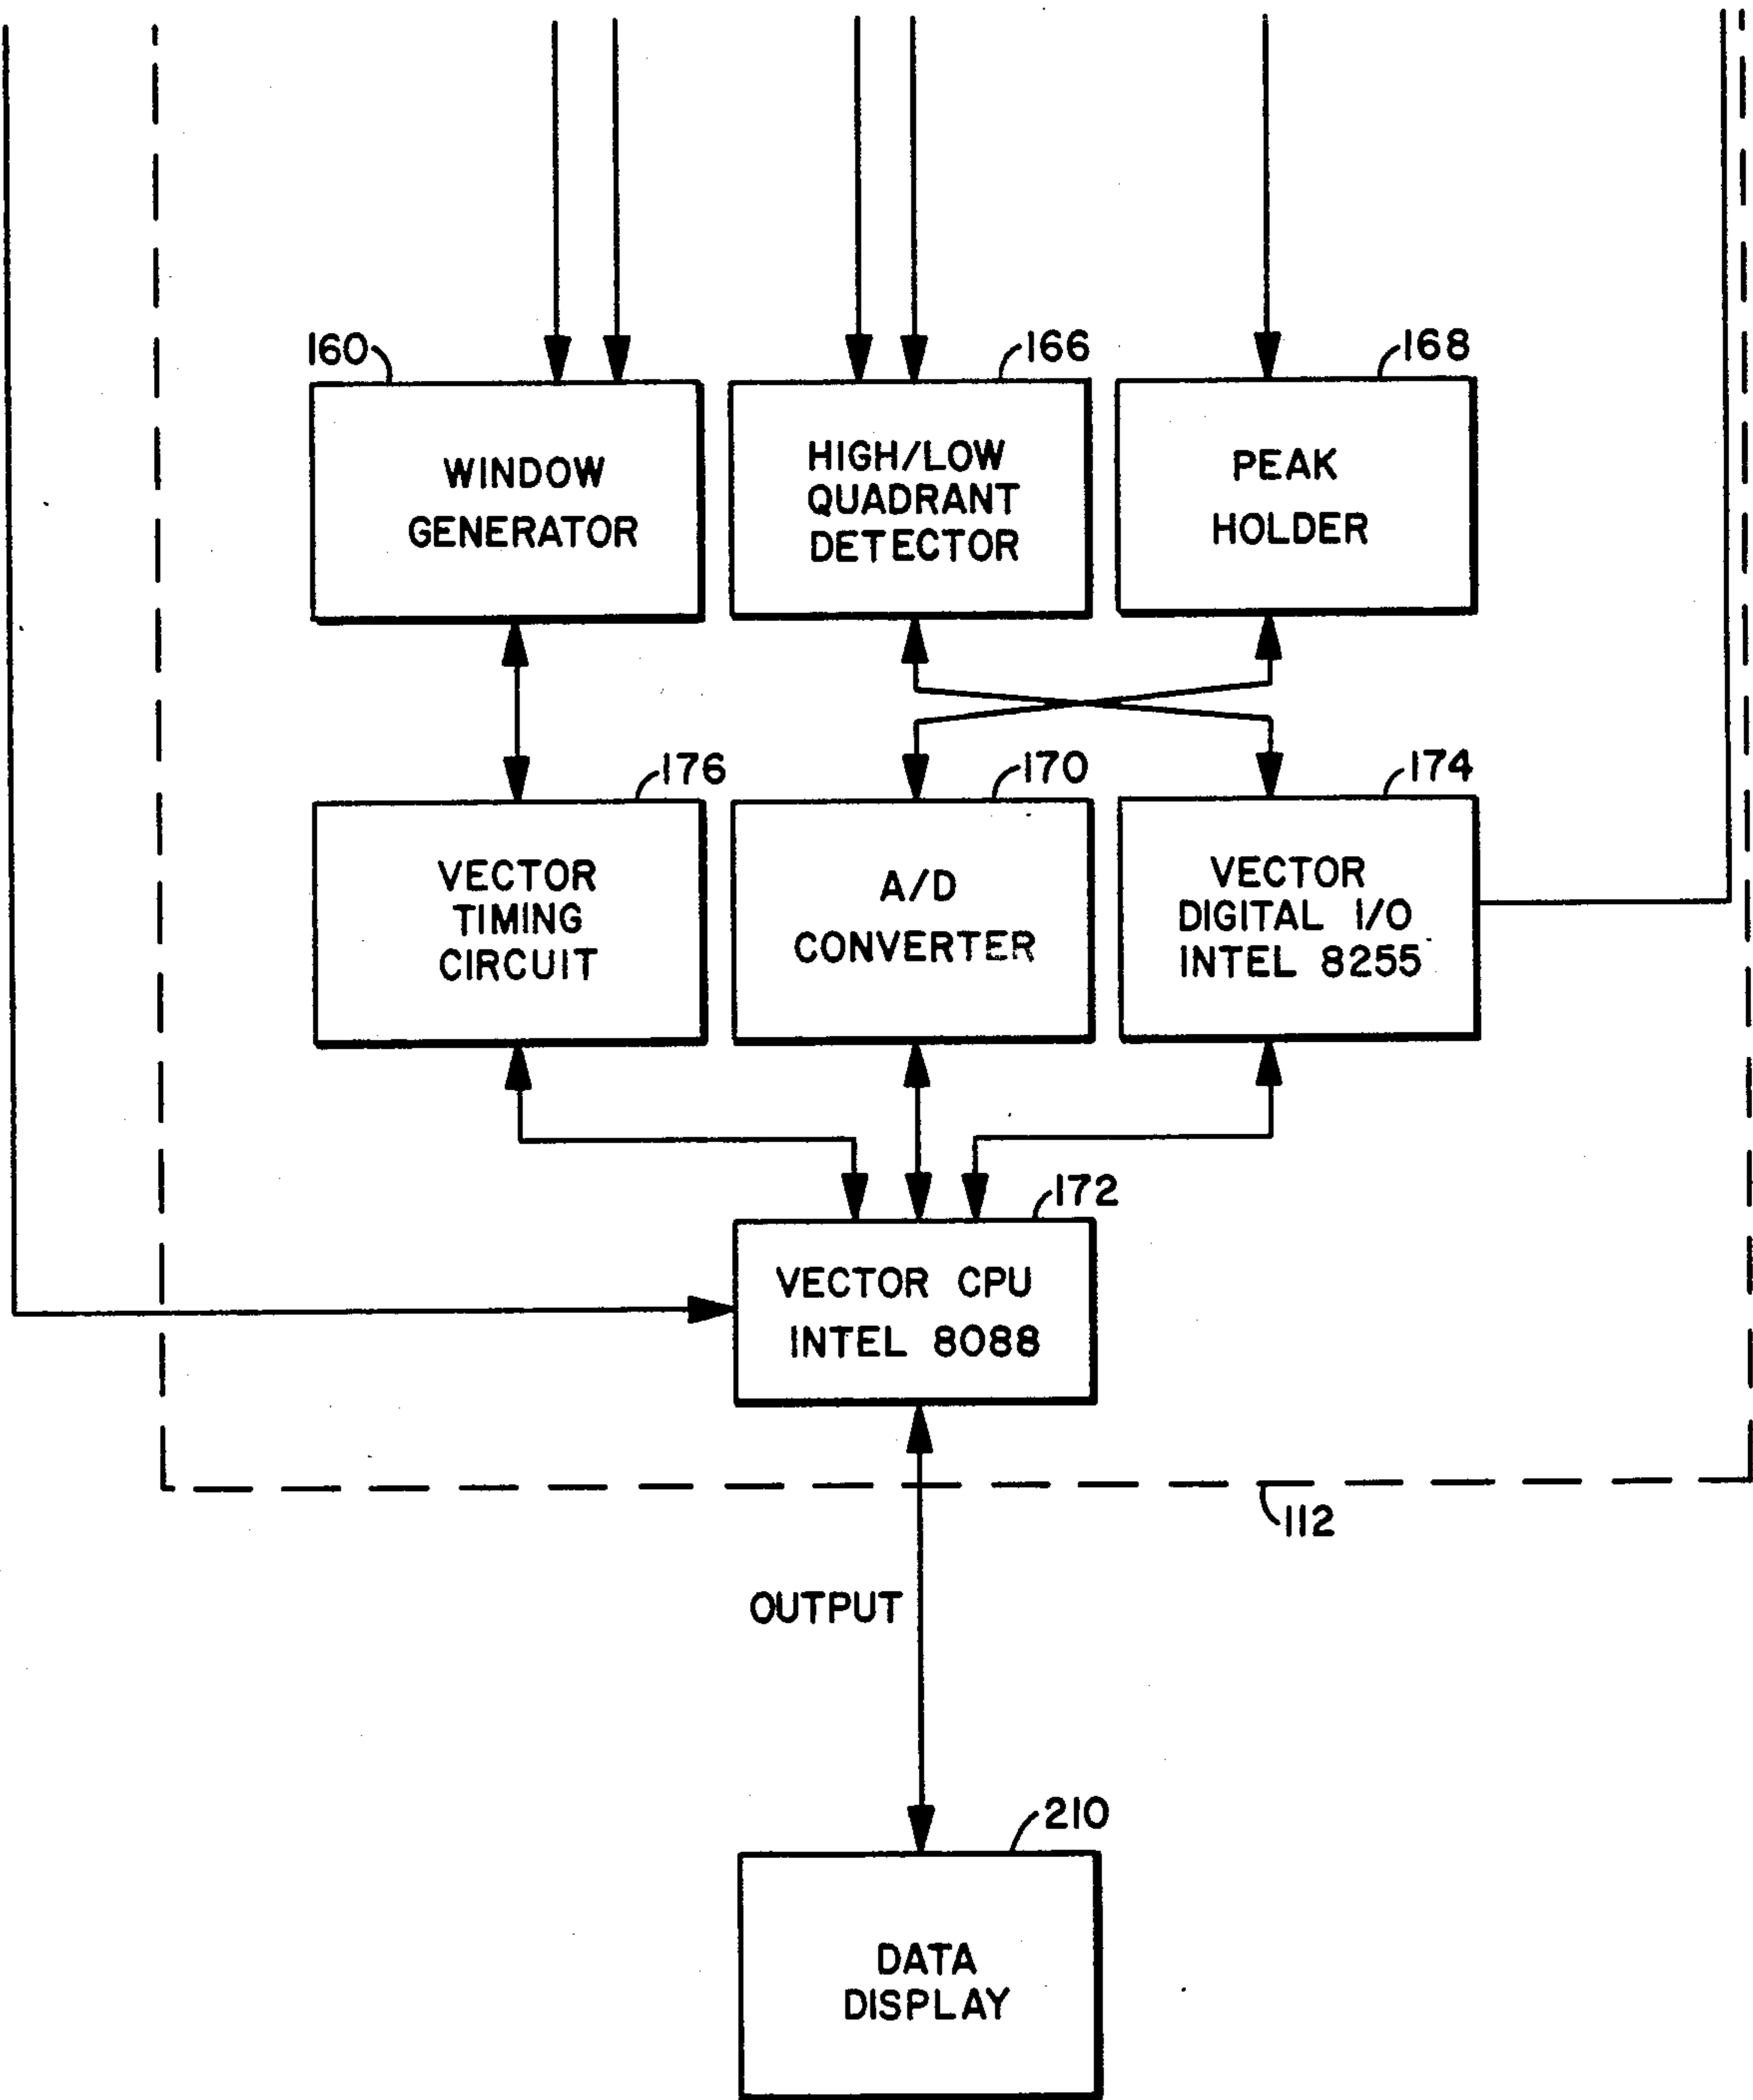 160
166
168
WINDOW
GENERATOR
HIGH/LOW
QUADRANT
DETECTOR
PEAK
HOLDER
176
170
174
VECTOR
TIMING
CIRCUIT
A/D
CONVERTER
VECTOR
DIGITAL I/O
INTEL 8255
172
VECTOR CPU
INTEL 8088
112
OUTPUT
210
DATA
DISPLAY